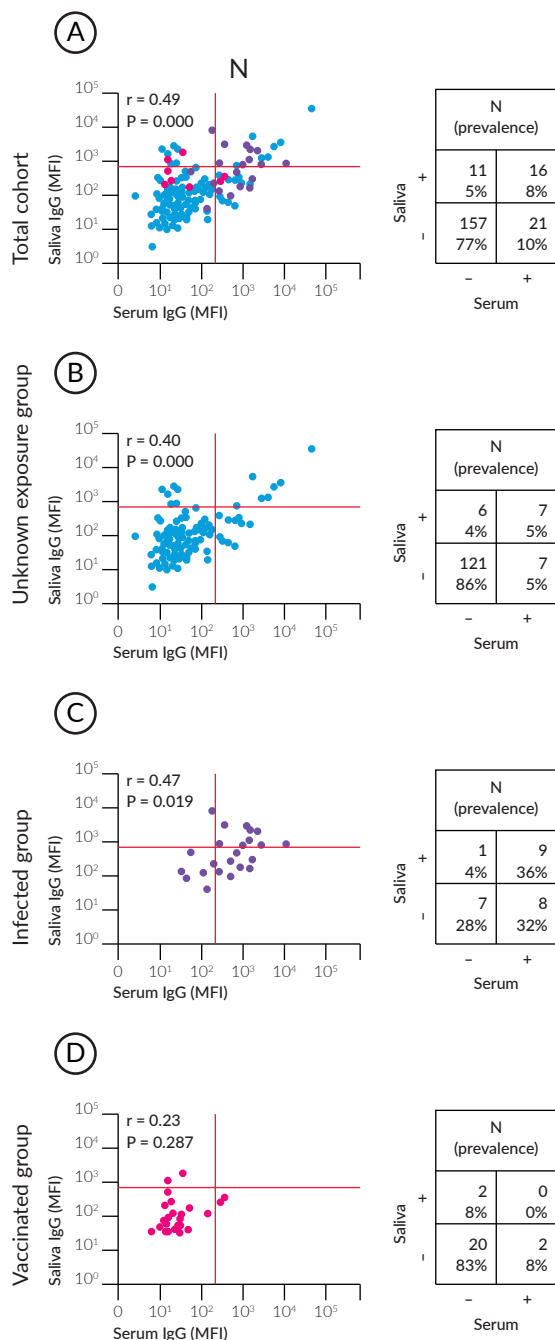 A
N
Total cohort
Saliva IgG (MFI)
10⁵
10⁴
10³
10²
10¹
10⁰
r = 0.49
P = 0.000
0 10¹ 10² 10³ 10⁴ 10⁵
Serum IgG (MFI)
N
(prevalence)
Saliva
+
11 16
5% 8%
-
157 21
77% 10%
– +
Serum
B
Unknown exposure group
Saliva IgG (MFI)
10⁵
10⁴
10³
10²
10¹
10⁰
r = 0.40
P = 0.000
0 10¹ 10² 10³ 10⁴ 10⁵
Serum IgG (MFI)
N
(prevalence)
Saliva
+
6 7
4% 5%
-
121 7
86% 5%
– +
Serum
C
Infected group
Saliva IgG (MFI)
10⁵
10⁴
10³
10²
10¹
10⁰
r = 0.47
P = 0.019
0 10¹ 10² 10³ 10⁴ 10⁵
Serum IgG (MFI)
N
(prevalence)
Saliva
+
1 9
4% 36%
-
7 8
28% 32%
– +
Serum
D
Vaccinated group
Saliva IgG (MFI)
10⁵
10⁴
10³
10²
10¹
10⁰
r = 0.23
P = 0.287
0 10¹ 10² 10³ 10⁴ 10⁵
Serum IgG (MFI)
N
(prevalence)
Saliva
+
2 0
8% 0%
-
20 2
83% 8%
– +
Serum